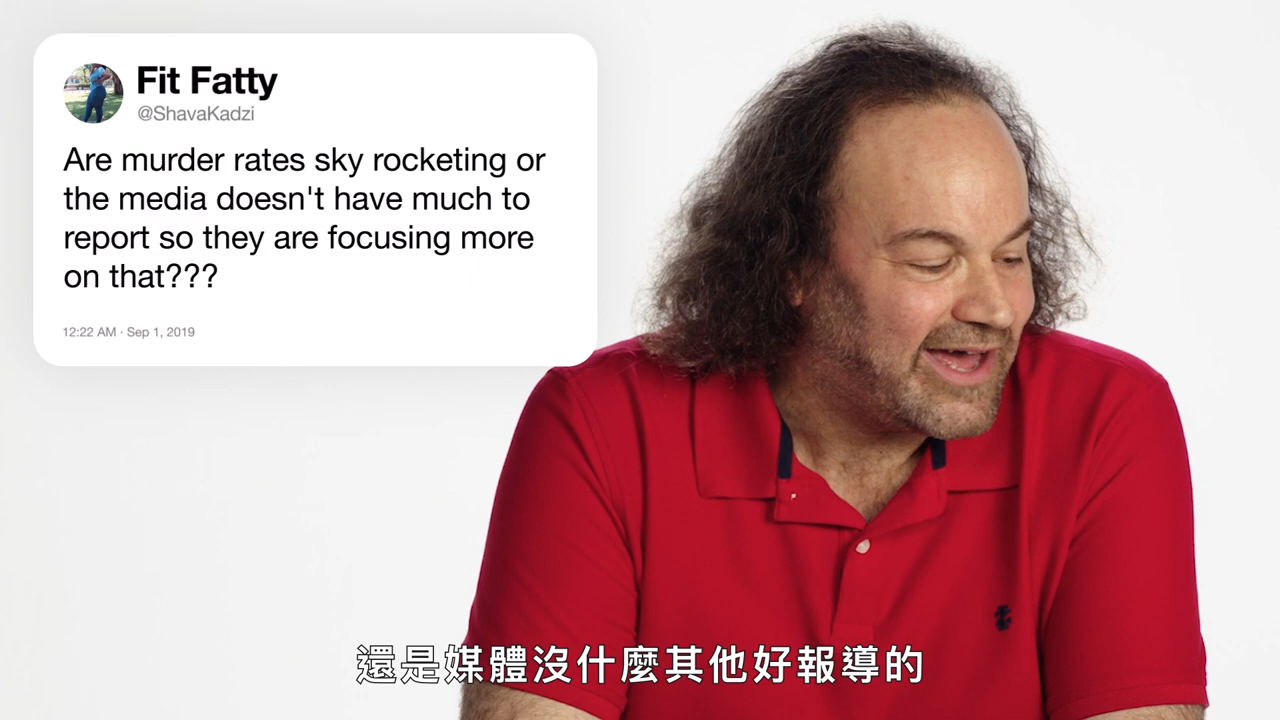 Fit Fatty
@ShavaKadzi
Are murder rates sky rocketing or
the media doesn't have much to
report so they are focusing more
on that???
12:22 AM · Sep 1, 2019
還是媒體沒什麼其他好報導的